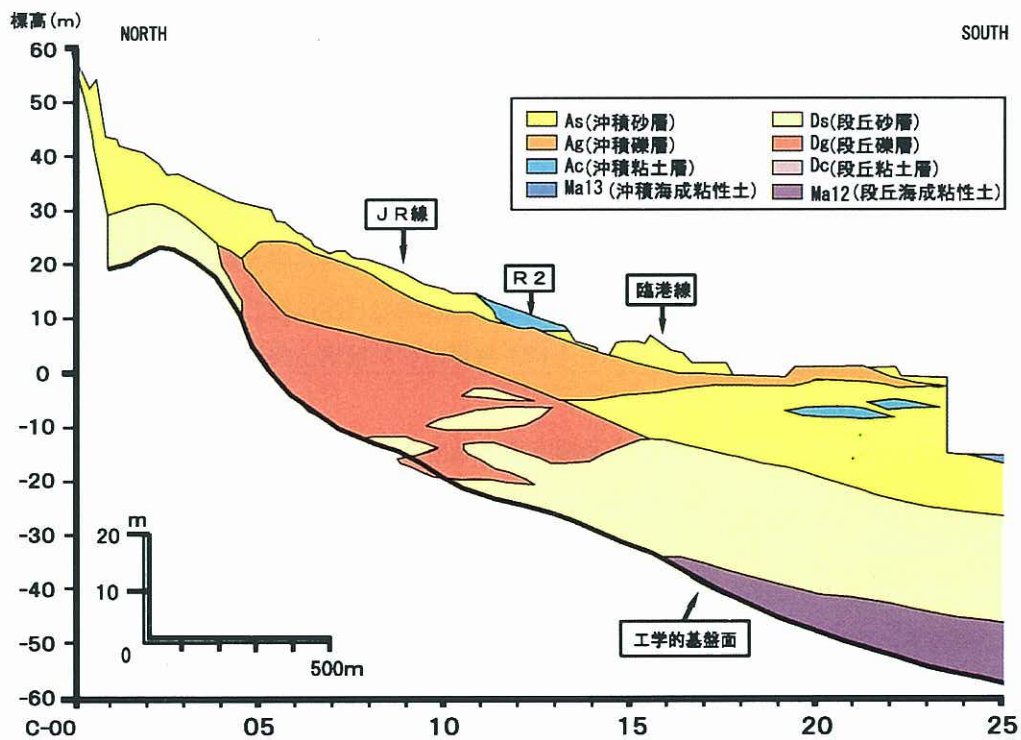 標高(m)
NORTH
SOUTH
60
50
40
30
20
10
0
-10
-20
-30
-40
-50
-60
As(沖積砂層)
Ag(沖積礫層)
Ac(沖積粘土層)
Ma13(沖積海成粘性土)
Ds(段丘砂層)
Dg(段丘礫層)
Dc(段丘粘土層)
Ma12(段丘海成粘性土)
JR線
R2
臨港線
工学的基盤面
m
20
10
0
500m
C-00
05
10
15
20
25